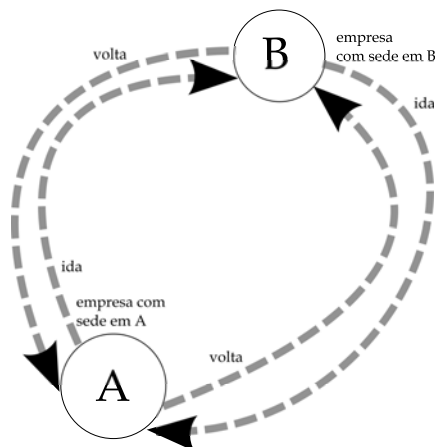 B
empresa
com sede em B
volta
ida
ida
empresa com
sede em A
volta
A